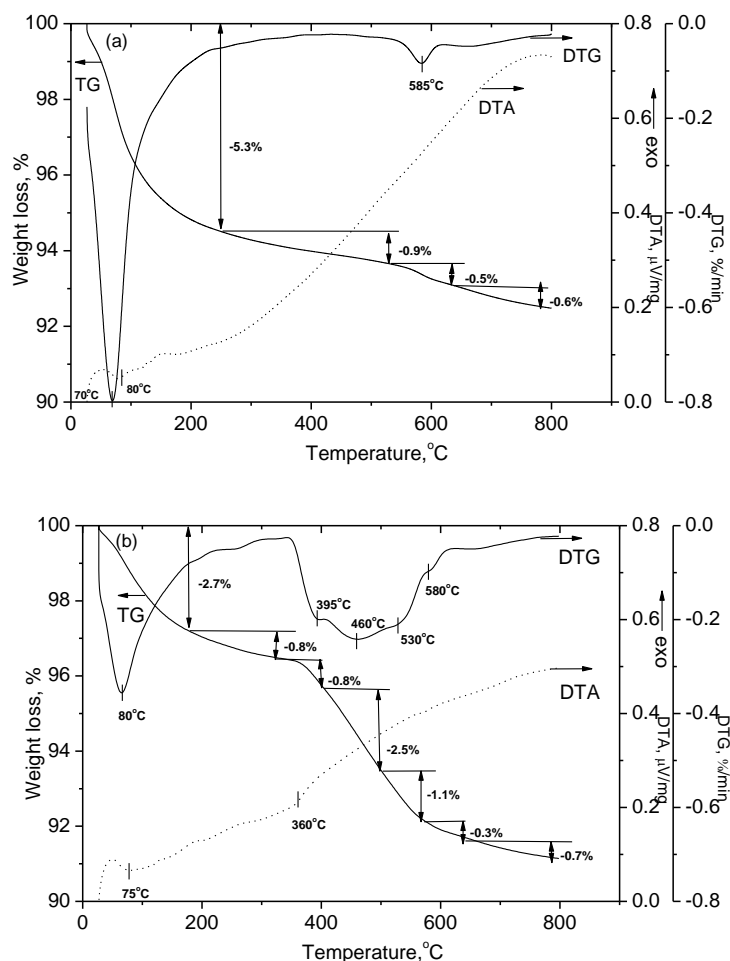 (a)
TG
DTG
585°C
DTA
-5.3%
-0.9%
-0.5%
-0.6%
70°C
80°C
100
98
96
94
92
90
Weight loss, %
0
200
400
600
800
Temperature,°C
0.8
0.6
0.4
0.2
0.0
exo
DTA, µV/mg
0.0
-0.2
-0.4
-0.6
-0.8
DTG, %/min
(b)
TG
DTG
-2.7%
395°C
460°C
530°C
580°C
-0.8%
-0.8%
-2.5%
-1.1%
-0.3%
-0.7%
80°C
DTA
360°C
75°C
100
98
96
94
92
90
Weight loss, %
0
200
400
600
800
Temperature,°C
0.8
0.6
0.4
0.2
0.0
exo
DTA, µV/mg
0.0
-0.2
-0.4
-0.6
-0.8
DTG, %/min